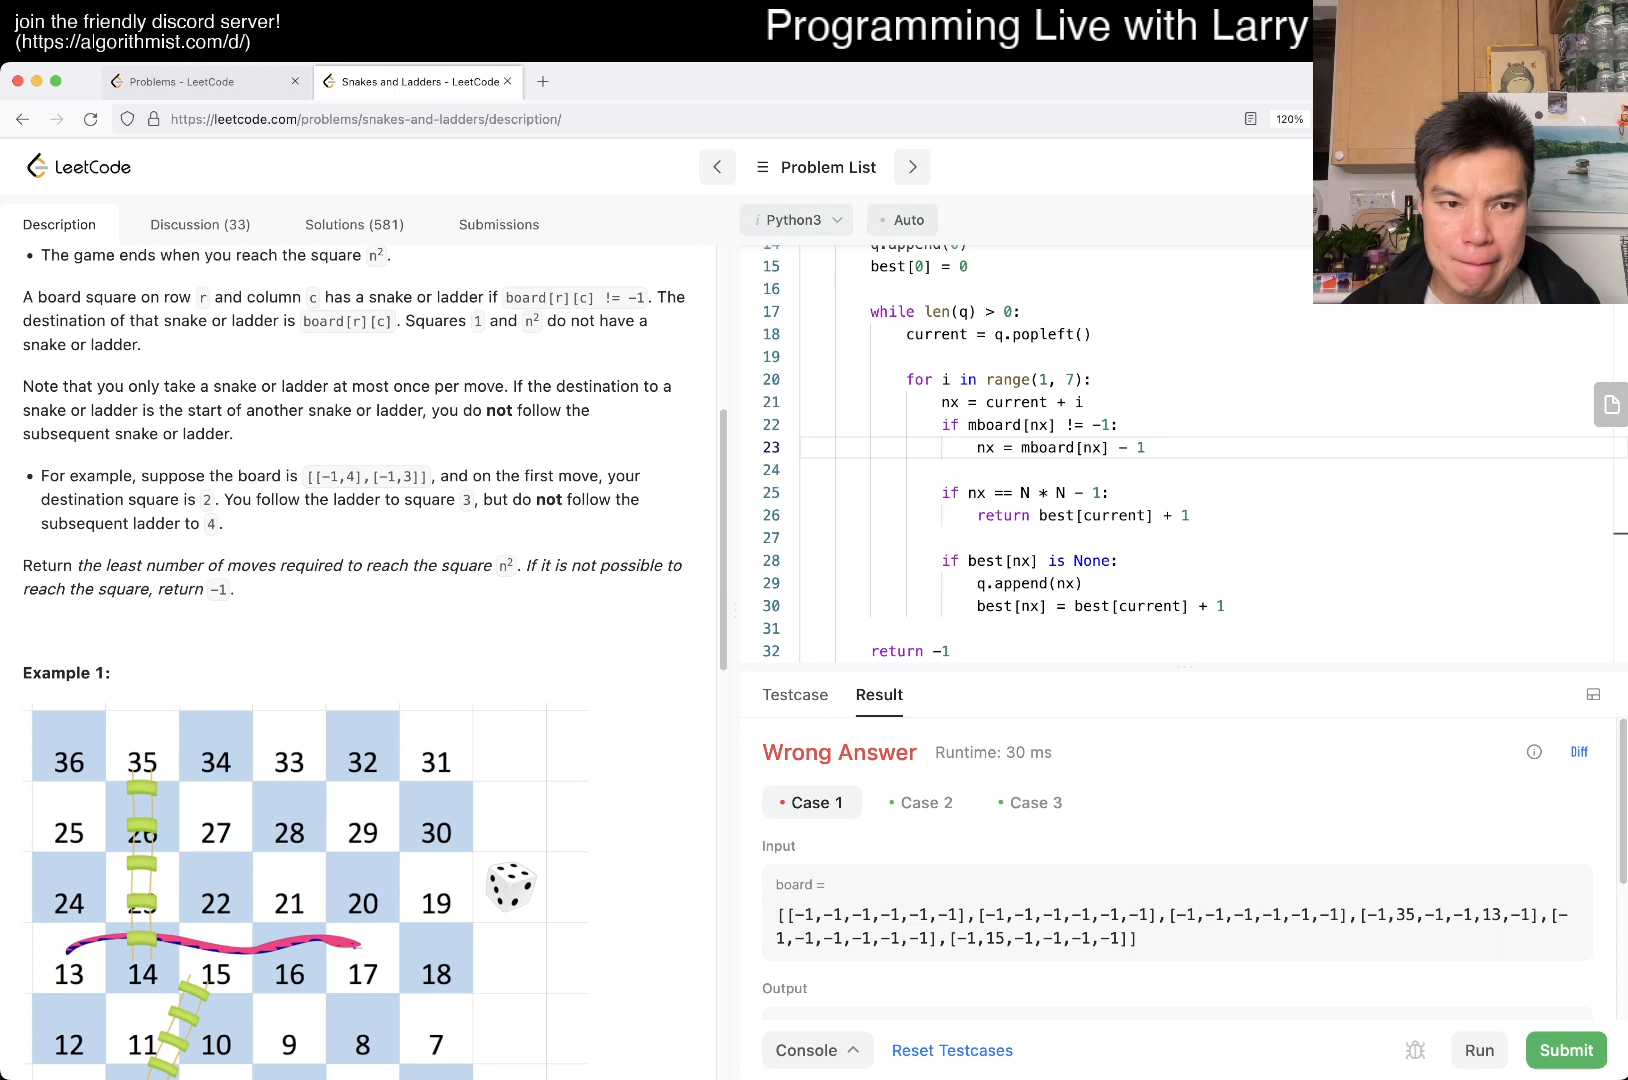 join the friendly discord server!
(https://algorithmist.com/d/)
Programming Live with Larry
Problems - LeetCode
Snakes and Ladders - LeetCode
https://leetcode.com/problems/snakes-and-ladders/description/
120%
LeetCode
Problem List
Description
Discussion (33)
Solutions (581)
Submissions
i Python3
Auto
• The game ends when you reach the square n².
A board square on row r and column c has a snake or ladder if board[r][c] != -1. The
destination of that snake or ladder is board[r][c]. Squares 1 and n² do not have a
snake or ladder.
Note that you only take a snake or ladder at most once per move. If the destination to a
snake or ladder is the start of another snake or ladder, you do not follow the
subsequent snake or ladder.
• For example, suppose the board is [[-1,4],[-1,3]], and on the first move, your
destination square is 2. You follow the ladder to square 3, but do not follow the
subsequent ladder to 4.
Return the least number of moves required to reach the square n². If it is not possible to
reach the square, return -1.
Example 1:
36 35 34 33 32 31
25 26 27 28 29 30
24 23 22 21 20 19
13 14 15 16 17 18
12 11 10 9 8 7
14 q.append(0)
15 best[0] = 0
16
17 while len(q) > 0:
18 current = q.popleft()
19
20 for i in range(1, 7):
21 nx = current + i
22 if mboard[nx] != -1:
23 nx = mboard[nx] - 1
24
25 if nx == N * N - 1:
26 return best[current] + 1
27
28 if best[nx] is None:
29 q.append(nx)
30 best[nx] = best[current] + 1
31
32 return -1
Testcase
Result
Wrong Answer
Runtime: 30 ms
Diff
• Case 1
• Case 2
• Case 3
Input
board =
[[-1,-1,-1,-1,-1,-1],[-1,-1,-1,-1,-1,-1],[-1,-1,-1,-1,-1,-1],[-1,35,-1,-1,13,-1],[-
1,-1,-1,-1,-1,-1],[-1,15,-1,-1,-1,-1]]
Output
Console
Reset Testcases
Run
Submit